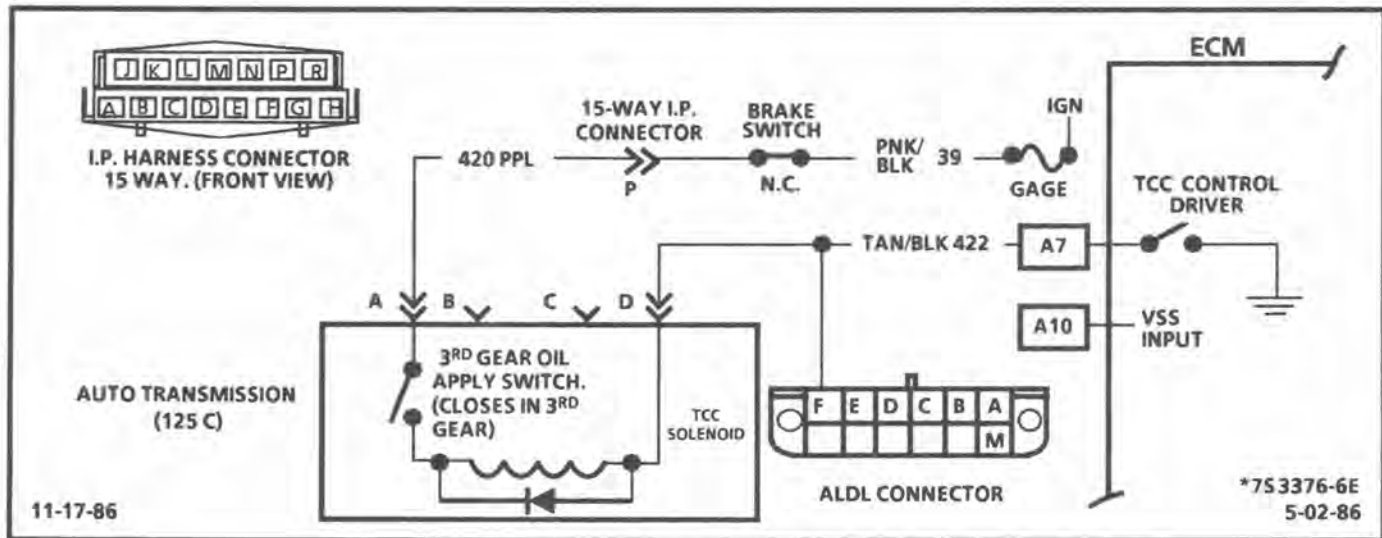 ECM
J K L M N P R
A B C D E F G H
I.P. HARNESS CONNECTOR
15 WAY. (FRONT VIEW)
420 PPL
15-WAY I.P.
CONNECTOR
P
BRAKE
SWITCH
N.C.
PNK/
BLK 39
IGN
GAGE
TCC CONTROL
DRIVER
TAN/BLK 422
A7
A10
VSS
INPUT
A B C D
AUTO TRANSMISSION
(125 C)
3RD GEAR OIL
APPLY SWITCH.
(CLOSES IN 3RD
GEAR)
TCC
SOLENOID
F E D C B A
M
ALDL CONNECTOR
11-17-86
*7S 3376-6E
5-02-86